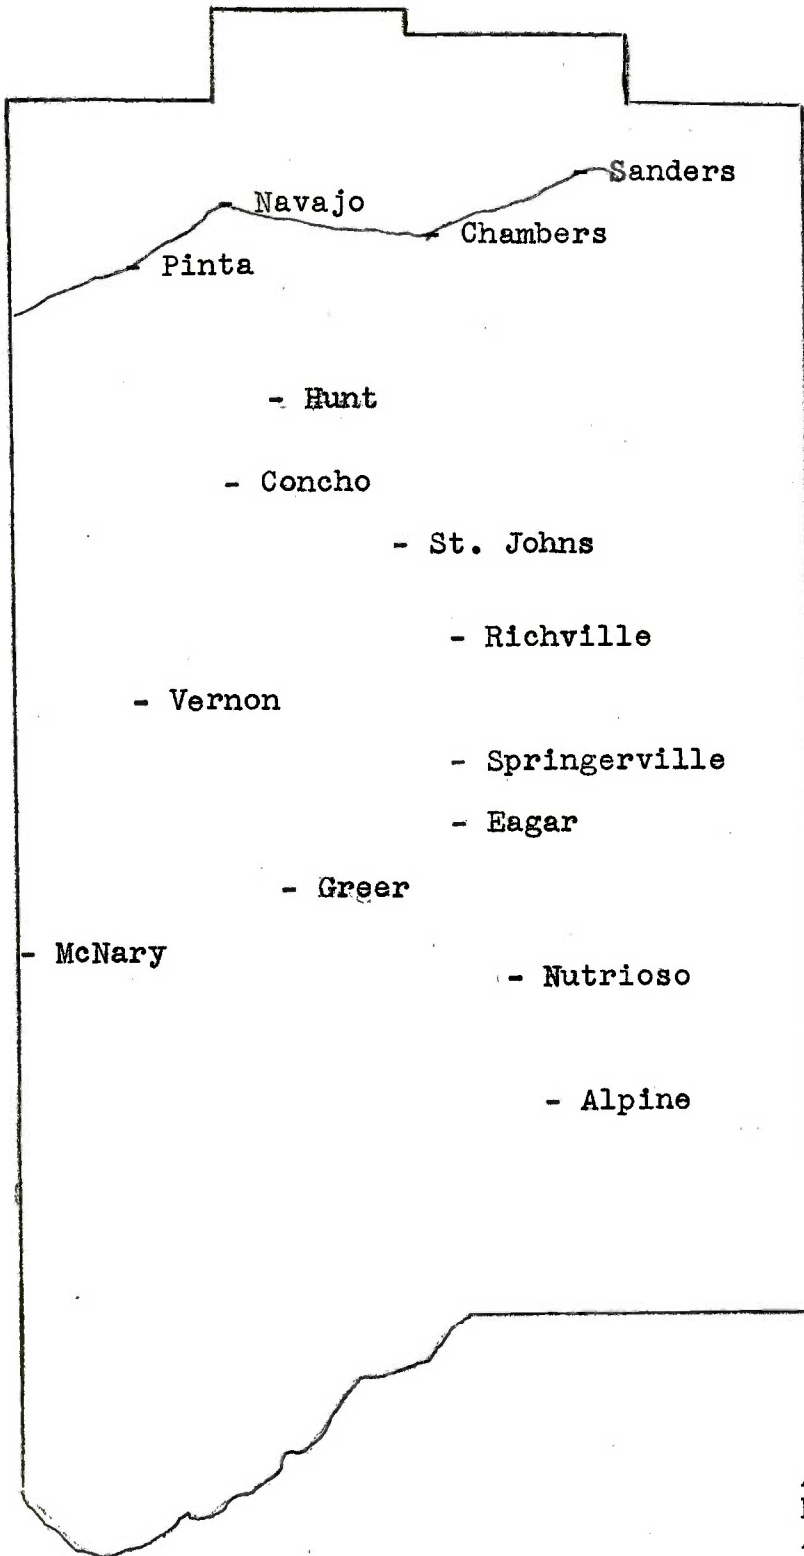 Sanders
Navajo
Chambers
Pinta
- Hunt
- Concho
- St. Johns
- Richville
- Vernon
- Springerville
- Eagar
- Greer
- McNary
- Nutrioso
- Alpine